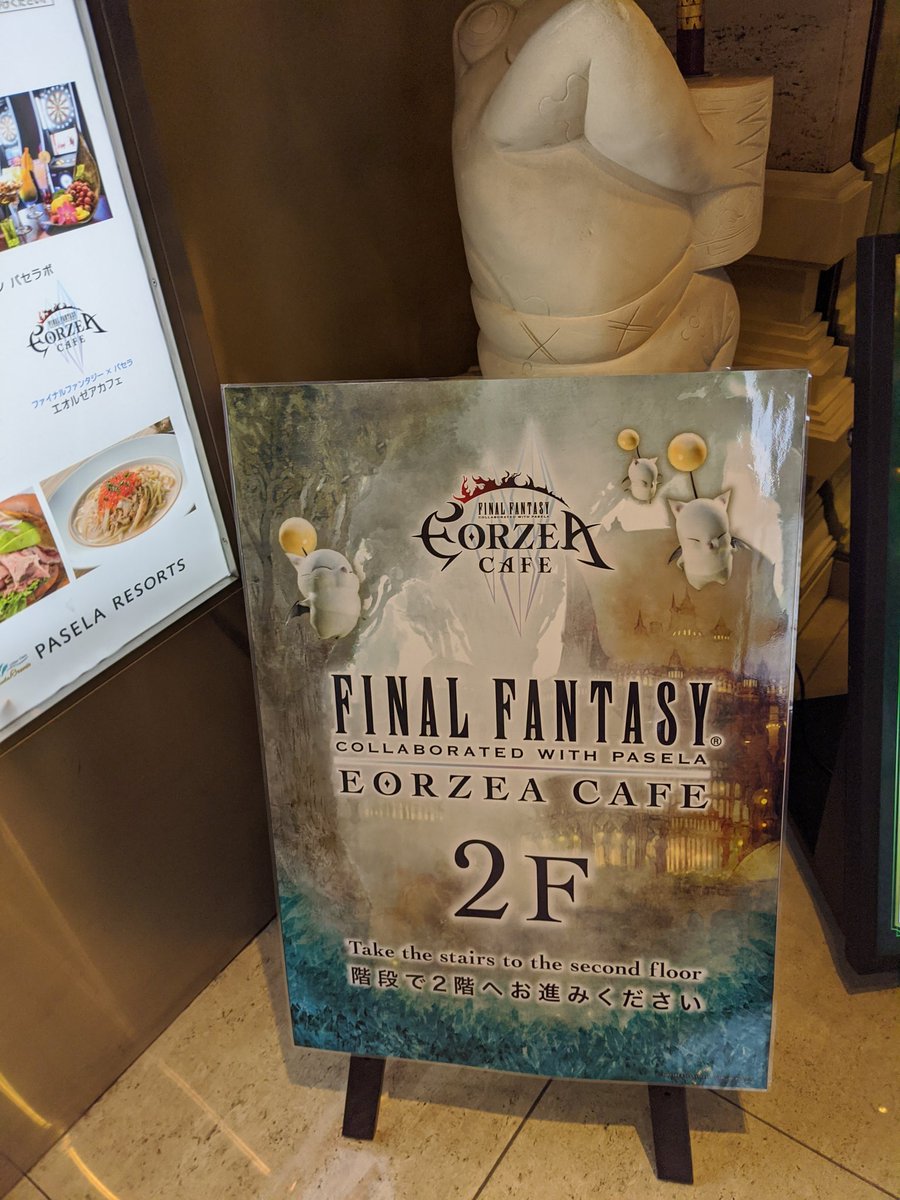 パセラボ
FINAL FANTASY
EORZEA
CAFE
ファイナルファンタジー × パセラ
エオルゼアカフェ
PASELA RESORTS
FINAL FANTASY
COLLABORATED WITH PASELA
EORZEA
CAFE
FINAL FANTASY®
COLLABORATED WITH PASELA
EORZEA CAFE
2F
Take the stairs to the second floor
階段で2階へお進みください